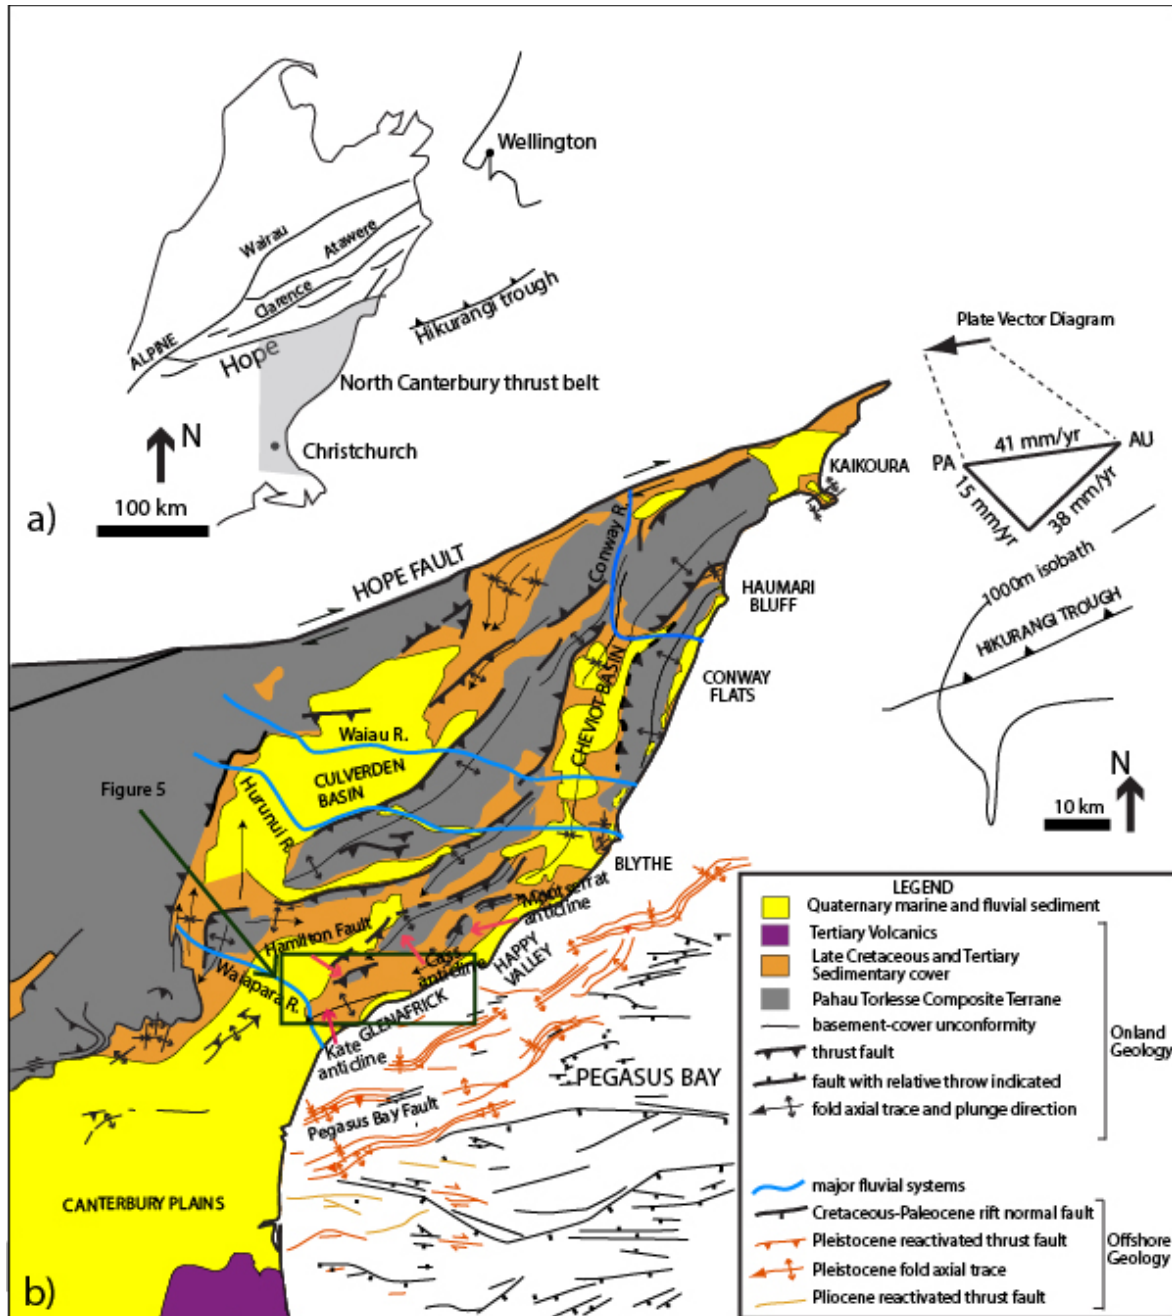 Wellington
Wairau
Atawere
Clarence
ALPINE
Hope
Hikurangi trough
North Canterbury thrust belt
N
Christchurch
100 km
a)
Plate Vector Diagram
41 mm/yr
AU
PA
15 mm/yr
38 mm/yr
KAIKOURA
Conway R.
HOPE FAULT
1000m isobath
HAUMARI
BLUFF
HIKURANGI TROUGH
CONWAY
FLATS
CHEVIOT BASIN
Waiau R.
CULVERDEN
BASIN
Hurunui R.
Figure 5
N
10 km
BLYTHE
Montserrat
anticline
Hamilton Fault
Cass
anticline
HAPPY
VALLEY
Waiapara R.
GLENAFRICK
Kate
anticline
PEGASUS BAY
Pegasus Bay Fault
CANTERBURY PLAINS
b)
LEGEND
Quaternary marine and fluvial sediment
Tertiary Volcanics
Late Cretaceous and Tertiary
Sedimentary cover
Pahau Torlesse Composite Terrane
basement-cover unconformity
thrust fault
fault with relative throw indicated
fold axial trace and plunge direction
Onland
Geology
major fluvial systems
Cretaceous-Paleocene rift normal fault
Pleistocene reactivated thrust fault
Pleistocene fold axial trace
Pliocene reactivated thrust fault
Offshore
Geology